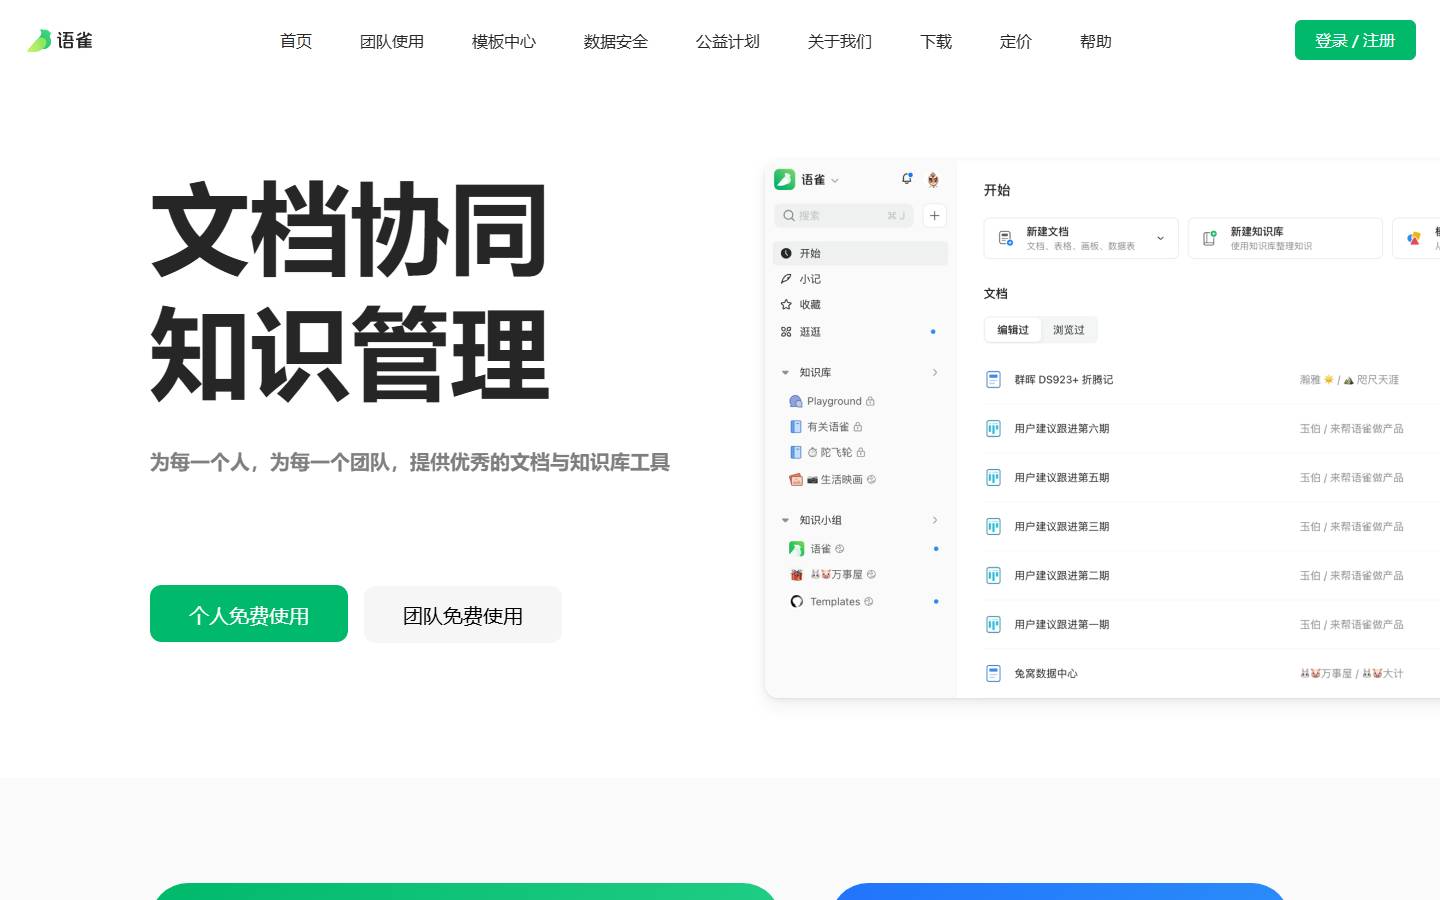 语雀
首页 团队使用 模板中心 数据安全 公益计划 关于我们 下载 定价 帮助
登录 / 注册
文档协同
知识管理
为每一个人，为每一个团队，提供优秀的文档与知识库工具
个人免费使用 团队免费使用
语雀
搜索 ⌘ J
开始
小记
收藏
逛逛
知识库
Playground
有关语雀
陀飞轮
生活映画
知识小组
语雀
万事屋
Templates
开始
新建文档
文档、表格、画板、数据表
新建知识库
使用知识库整理知识
文档
编辑过 浏览过
群晖 DS923+ 折腾记 瀚雅 ☀️ / 🏕️ 咫尺天涯
用户建议跟进第六期 玉伯 / 来帮语雀做产品
用户建议跟进第五期 玉伯 / 来帮语雀做产品
用户建议跟进第三期 玉伯 / 来帮语雀做产品
用户建议跟进第二期 玉伯 / 来帮语雀做产品
用户建议跟进第一期 玉伯 / 来帮语雀做产品
兔窝数据中心 🐰🐷万事屋 / 🐰🐷大计